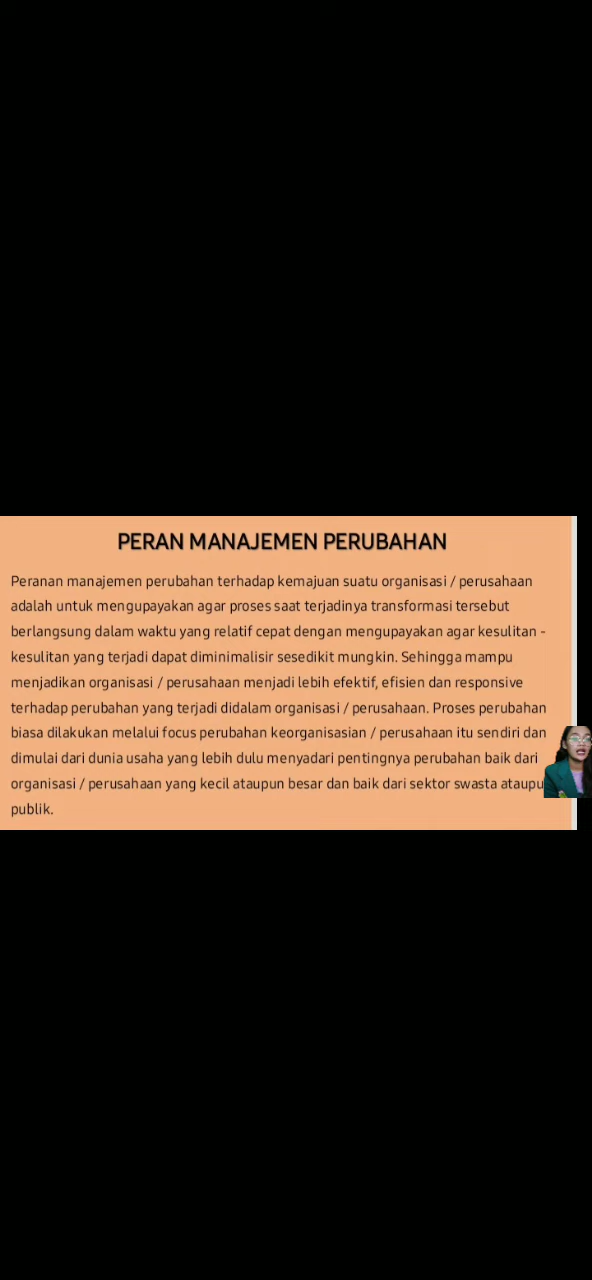 PERAN MANAJEMEN PERUBAHAN
Peranan manajemen perubahan terhadap kemajuan suatu organisasi / perusahaan
adalah untuk mengupayakan agar proses saat terjadinya transformasi tersebut
berlangsung dalam waktu yang relatif cepat dengan mengupayakan agar kesulitan -
kesulitan yang terjadi dapat diminimalisir sesedikit mungkin. Sehingga mampu
menjadikan organisasi / perusahaan menjadi lebih efektif, efisien dan responsive
terhadap perubahan yang terjadi didalam organisasi / perusahaan. Proses perubahan
biasa dilakukan melalui focus perubahan keorganisasian / perusahaan itu sendiri dan
dimulai dari dunia usaha yang lebih dulu menyadari pentingnya perubahan baik dari
organisasi / perusahaan yang kecil ataupun besar dan baik dari sektor swasta ataupu
publik.